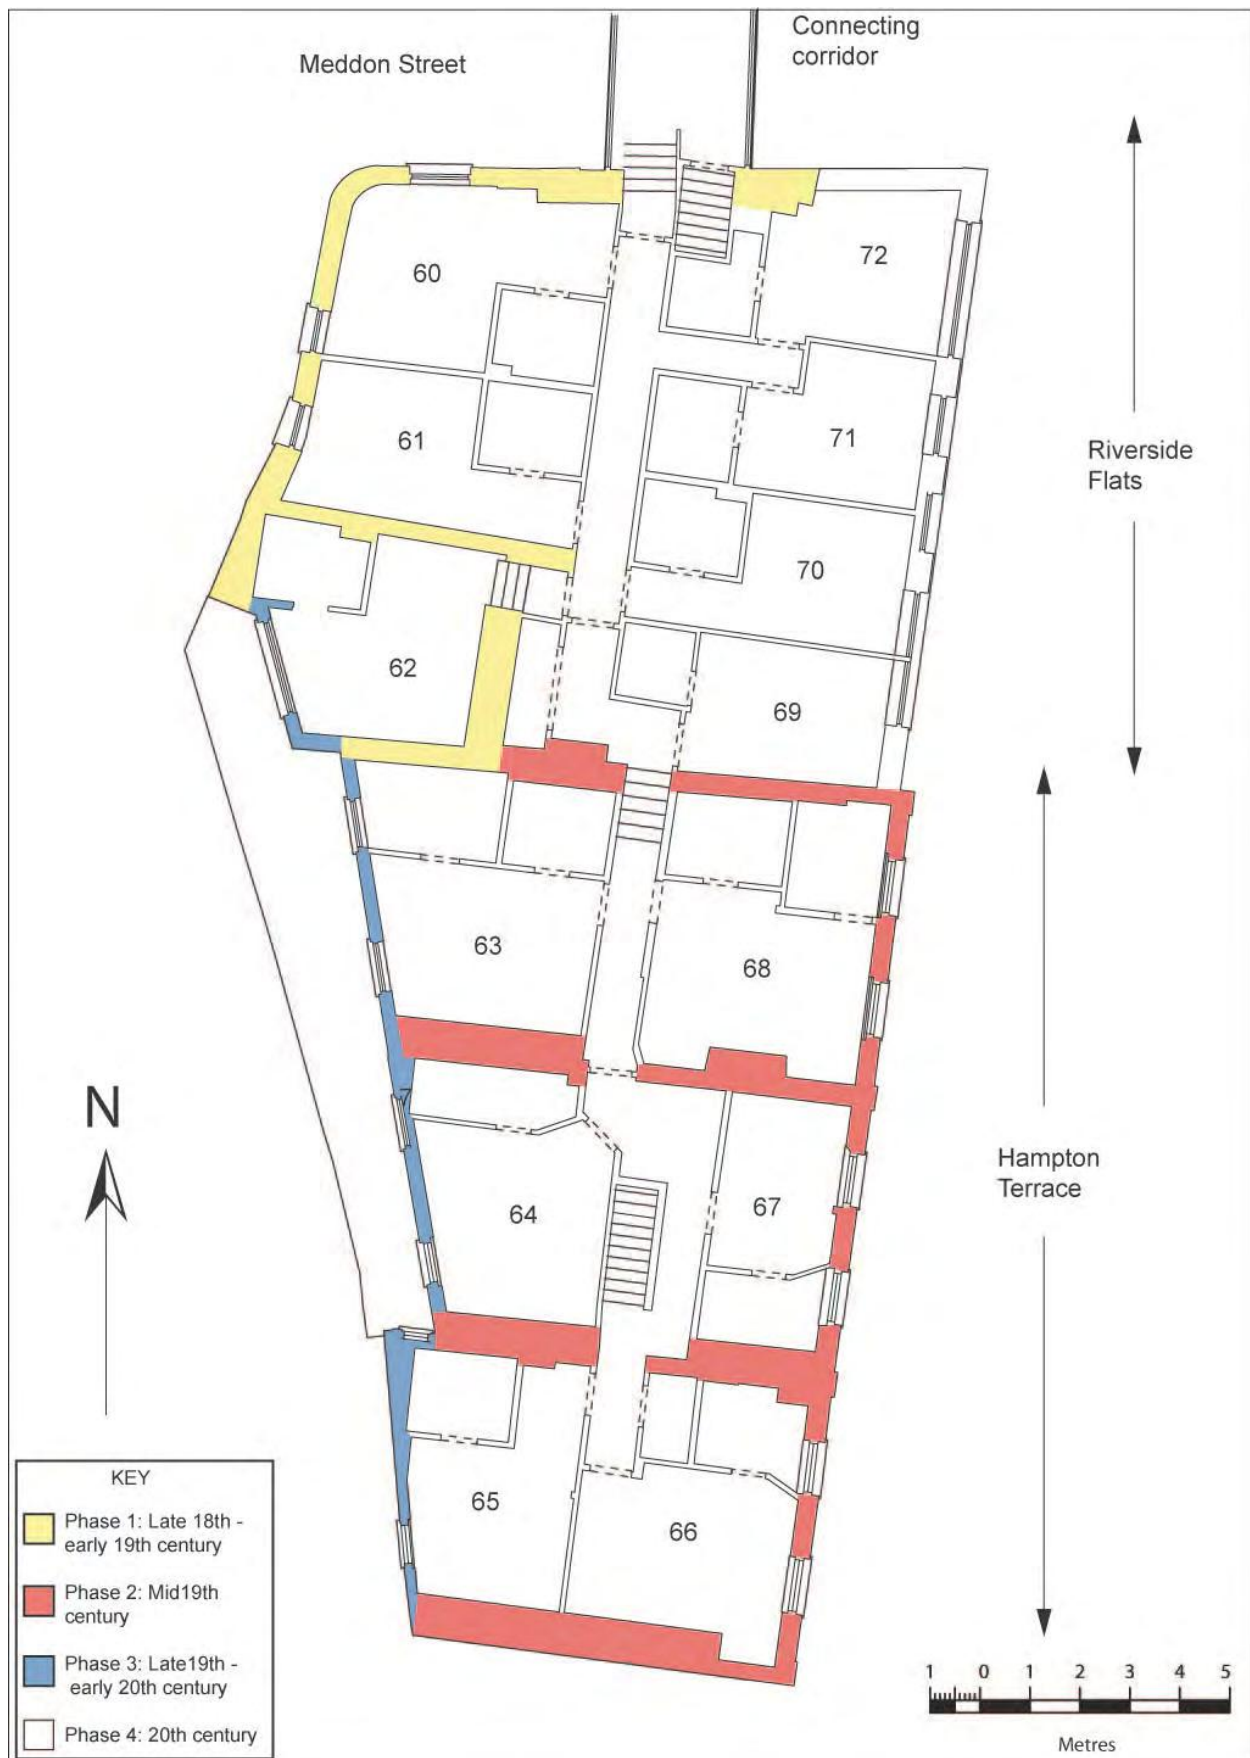 Meddon Street
Connecting
corridor
60
72
61
71
70
62
69
Riverside
Flats
63
68
7
64
67
Hampton
Terrace
N
65
66
KEY
Phase 1: Late 18th -
early 19th century
Phase 2: Mid19th
century
Phase 3: Late19th -
early 20th century
Phase 4: 20th century
1 0 1 2 3 4 5
Metres